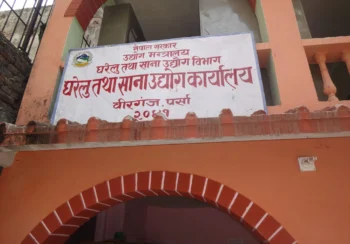 नेपाल सरकार
उद्योग मन्त्रालय
घरेलु तथा साना उद्योग विभाग
घरेलु तथा साना उद्योग कार्यालय
वीरगंज, पर्सा